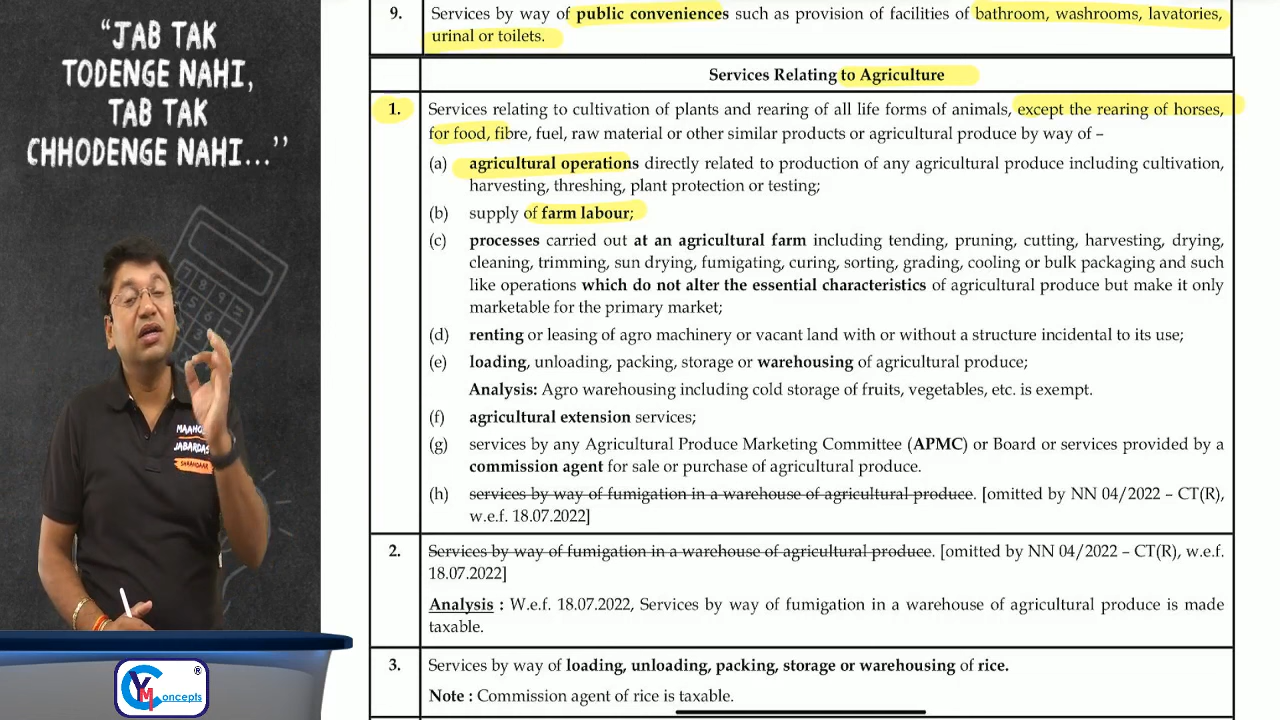 “JAB TAK
TODENGE NAHI,
TAB TAK
CHHODENGE NAHI...’’
MAAHOL
JABARDAS
SHAANDAAR
YM
Concepts
®
9. Services by way of public conveniences such as provision of facilities of bathroom, washrooms, lavatories,
urinal or toilets.
Services Relating to Agriculture
1. Services relating to cultivation of plants and rearing of all life forms of animals, except the rearing of horses,
for food, fibre, fuel, raw material or other similar products or agricultural produce by way of –
(a) agricultural operations directly related to production of any agricultural produce including cultivation,
harvesting, threshing, plant protection or testing;
(b) supply of farm labour;
(c) processes carried out at an agricultural farm including tending, pruning, cutting, harvesting, drying,
cleaning, trimming, sun drying, fumigating, curing, sorting, grading, cooling or bulk packaging and such
like operations which do not alter the essential characteristics of agricultural produce but make it only
marketable for the primary market;
(d) renting or leasing of agro machinery or vacant land with or without a structure incidental to its use;
(e) loading, unloading, packing, storage or warehousing of agricultural produce;
Analysis: Agro warehousing including cold storage of fruits, vegetables, etc. is exempt.
(f) agricultural extension services;
(g) services by any Agricultural Produce Marketing Committee (APMC) or Board or services provided by a
commission agent for sale or purchase of agricultural produce.
(h) services by way of fumigation in a warehouse of agricultural produce. [omitted by NN 04/2022 – CT(R),
w.e.f. 18.07.2022]
2. Services by way of fumigation in a warehouse of agricultural produce. [omitted by NN 04/2022 – CT(R), w.e.f.
18.07.2022]
Analysis : W.e.f. 18.07.2022, Services by way of fumigation in a warehouse of agricultural produce is made
taxable.
3. Services by way of loading, unloading, packing, storage or warehousing of rice.
Note : Commission agent of rice is taxable.